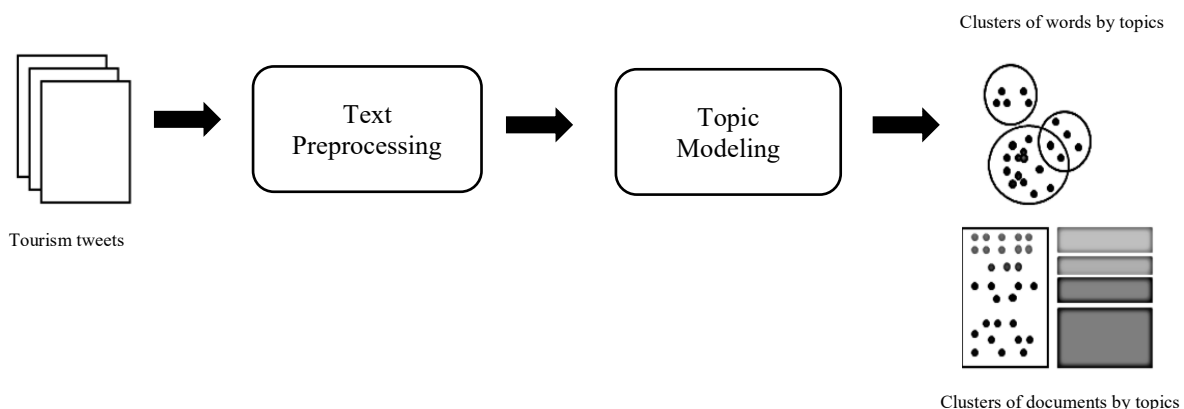 Clusters of words by topics
Text
Preprocessing
Topic
Modeling
Tourism tweets
Clusters of documents by topics